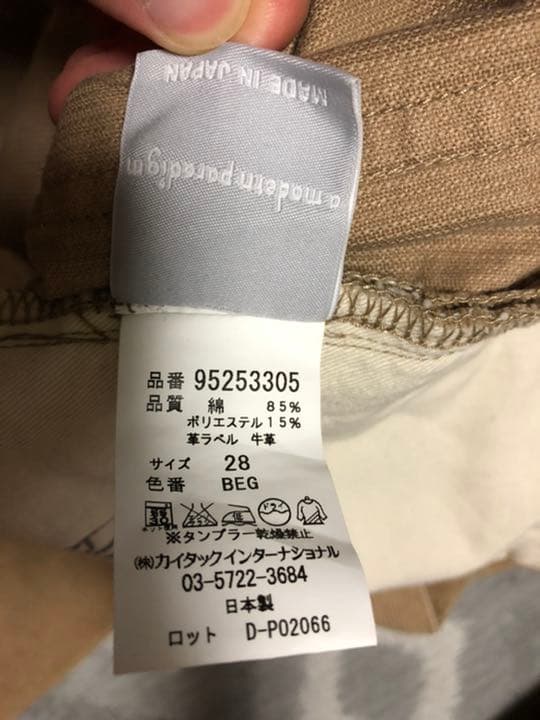 MADE IN JAPAN
a modern paradigm
品番 95253305
品質 綿 85%
ポリエステル15%
革ラベル 牛革
サイズ 28
色番 BEG
※タンブラー乾燥禁止
(株)カイタックインターナショナル
03-5722-3684
日本製
ロット D-P02066